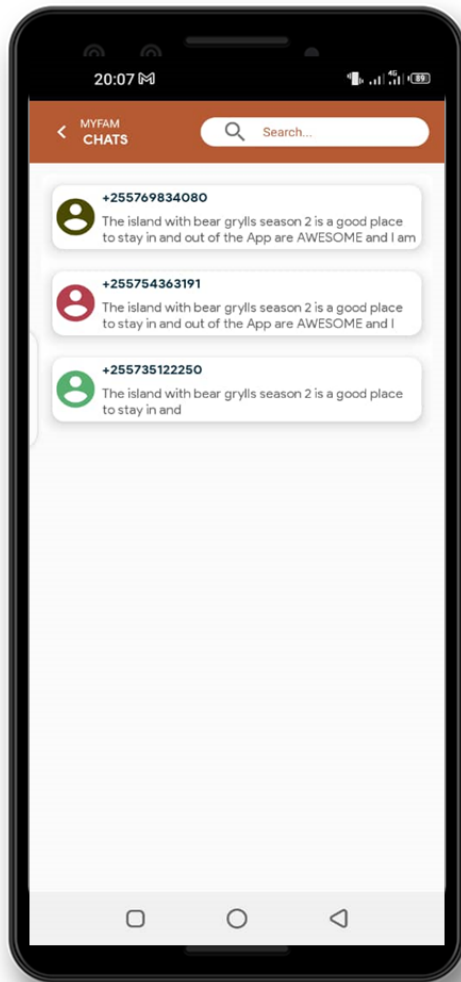 20:07
4G
89
MYFAM
CHATS
Search...
+255769834080
The island with bear grylls season 2 is a good place
to stay in and out of the App are AWESOME and I am
+255754363191
The island with bear grylls season 2 is a good place
to stay in and out of the App are AWESOME and I
+255735122250
The island with bear grylls season 2 is a good place
to stay in and